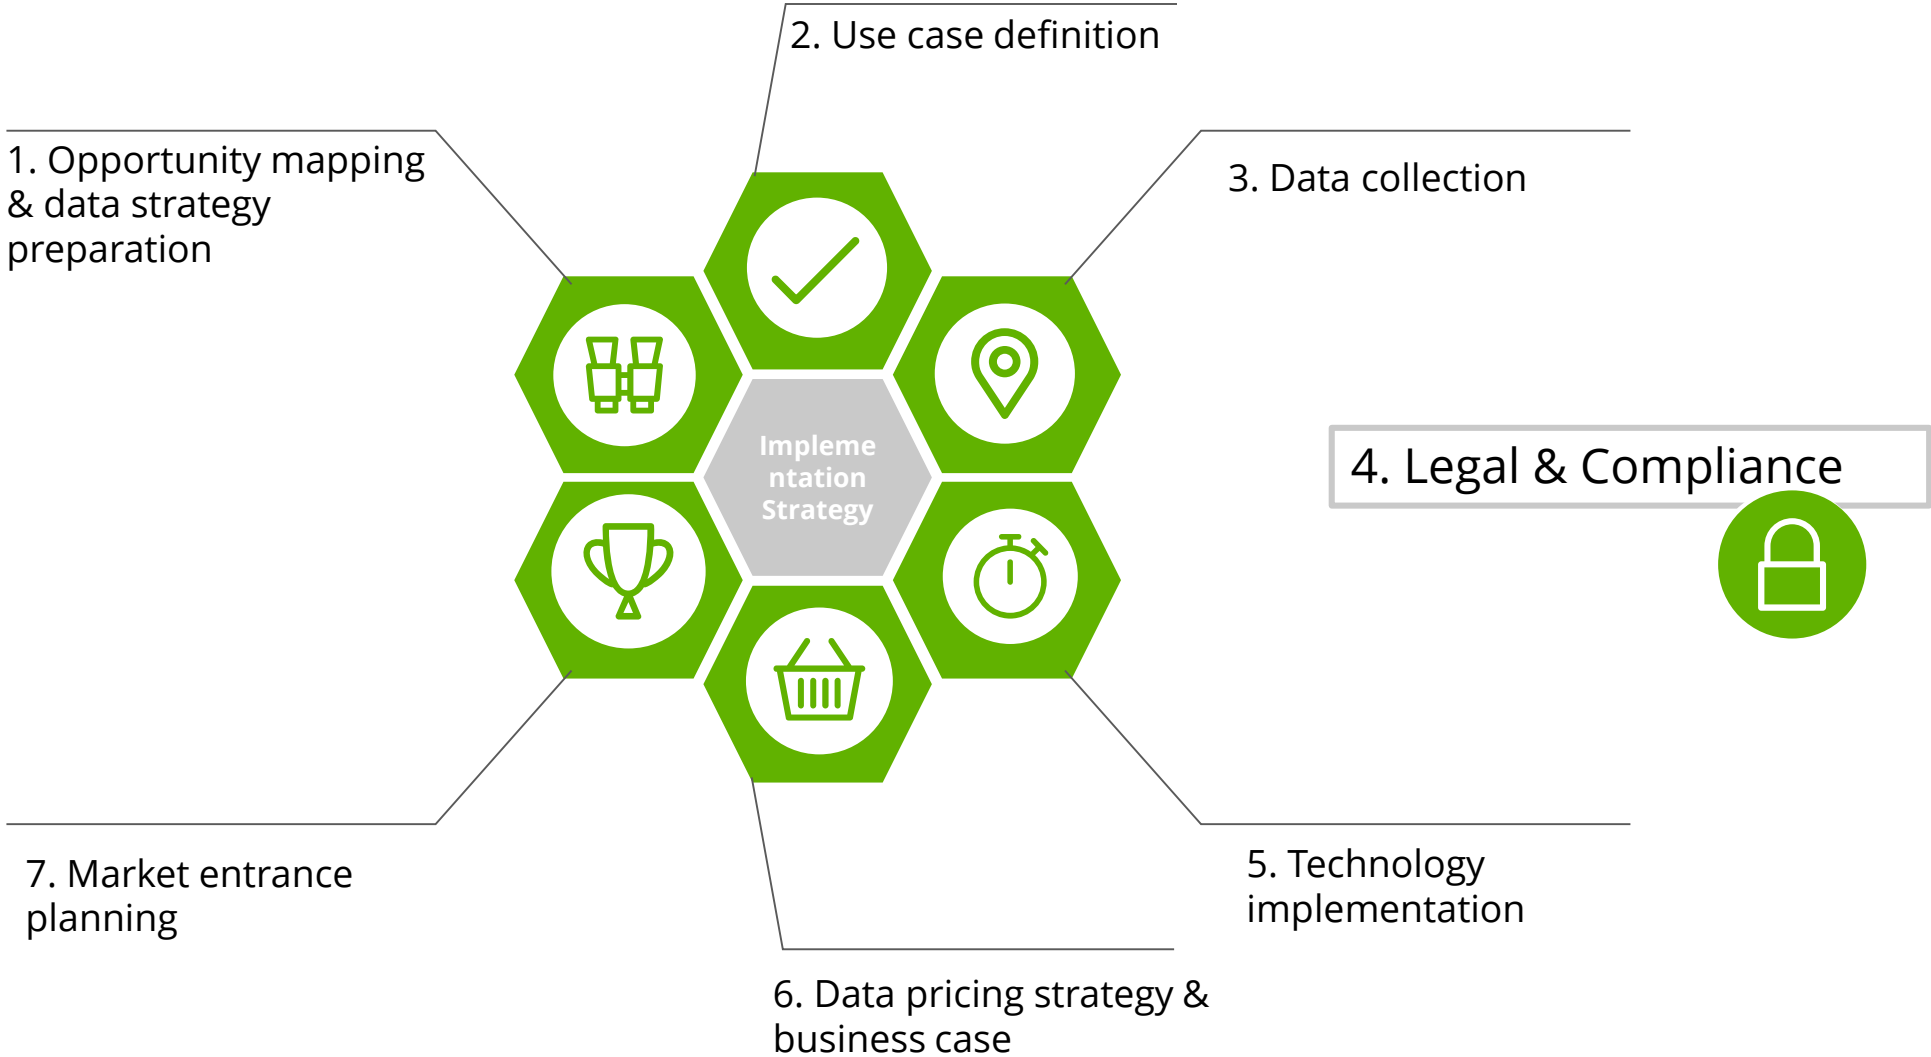 2. Use case definition
1. Opportunity mapping
& data strategy
preparation
3. Data collection
Impleme
ntation
Strategy
4. Legal & Compliance
7. Market entrance
planning
5. Technology
implementation
6. Data pricing strategy &
business case